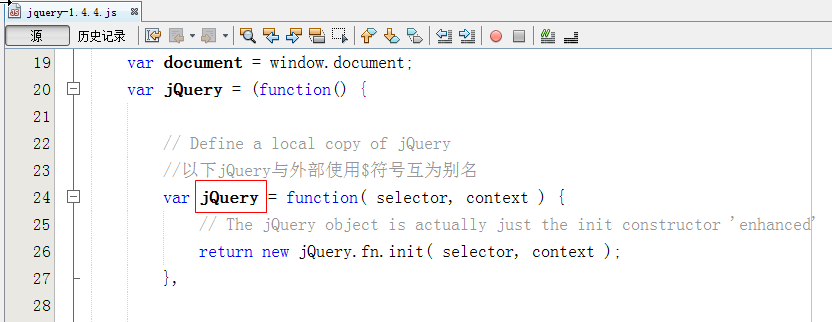 jquery-1.4.4.js
源 历史记录
19 var document = window.document;
20 var jQuery = (function() {
21
22 // Define a local copy of jQuery
23 //以下jQuery与外部使用$符号互为别名
24 var jQuery = function( selector, context ) {
25 // The jQuery object is actually just the init constructor 'enhanced'
26 return new jQuery.fn.init( selector, context );
27 },
28